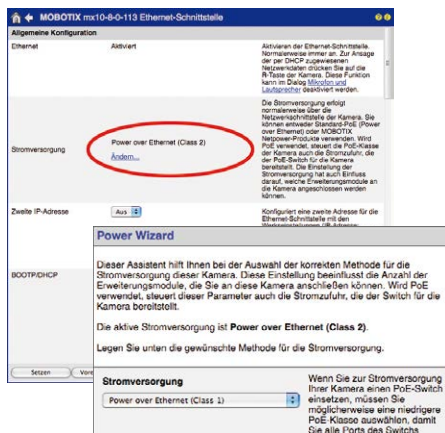 MOBOTIX mx10-8-0-113 Ethernet-Schnittstelle
Allgemeine Konfiguration
Ethernet
Aktiviert
Aktivieren der Ethernet-Schnittstelle.
Normalerweise immer an. Zur Ansage
der per DHCP zugewiesenen
Netzwerkdaten drücken Sie auf die
R-Taste der Kamera. Diese Funktion
kann im Dialog Mikrofon und
Lautsprecher deaktiviert werden.
Stromversorgung
Power over Ethernet (Class 2)
Ändern...
Die Stromversorgung erfolgt
normalerweise über die
Netzwerkschnittstelle der Kamera. Sie
können entweder Standard-PoE (Power
over Ethernet) oder MOBOTIX
Netpower-Produkte verwenden. Wird
PoE verwendet, steuert die PoE-Klasse
der Kamera auch die Stromzufuhr, die
der PoE-Switch für die Kamera
bereitstellt. Die Einstellung der
Stromversorgung hat auch Einfluss
darauf, welche Erweiterungsmodule an
die Kamera angeschlossen werden
können.
Zweite IP-Adresse
Aus
Konfiguriert eine zweite Adresse für die
Ethernet-Schnittstelle mit den
BOOTP/DHCP
Setzen
Power Wizard
Dieser Assistent hilft Ihnen bei der Auswahl der korrekten Methode für die
Stromversorgung dieser Kamera. Diese Einstellung beeinflusst die Anzahl der
Erweiterungsmodule, die Sie an diese Kamera anschließen können. Wird PoE
verwendet, steuert dieser Parameter auch die Stromzufuhr, die der Switch für die
Kamera bereitstellt.
Die aktive Stromversorgung ist Power over Ethernet (Class 2).
Legen Sie unten die gewünschte Methode für die Stromversorgung.
Stromversorgung
Power over Ethernet (Class 1)
Wenn Sie zur Stromversorgung
Ihrer Kamera einen PoE-Switch
einsetzen, müssen Sie
möglicherweise eine niedrigere
PoE-Klasse auswählen, damit
Sie alle Ports des Switchs